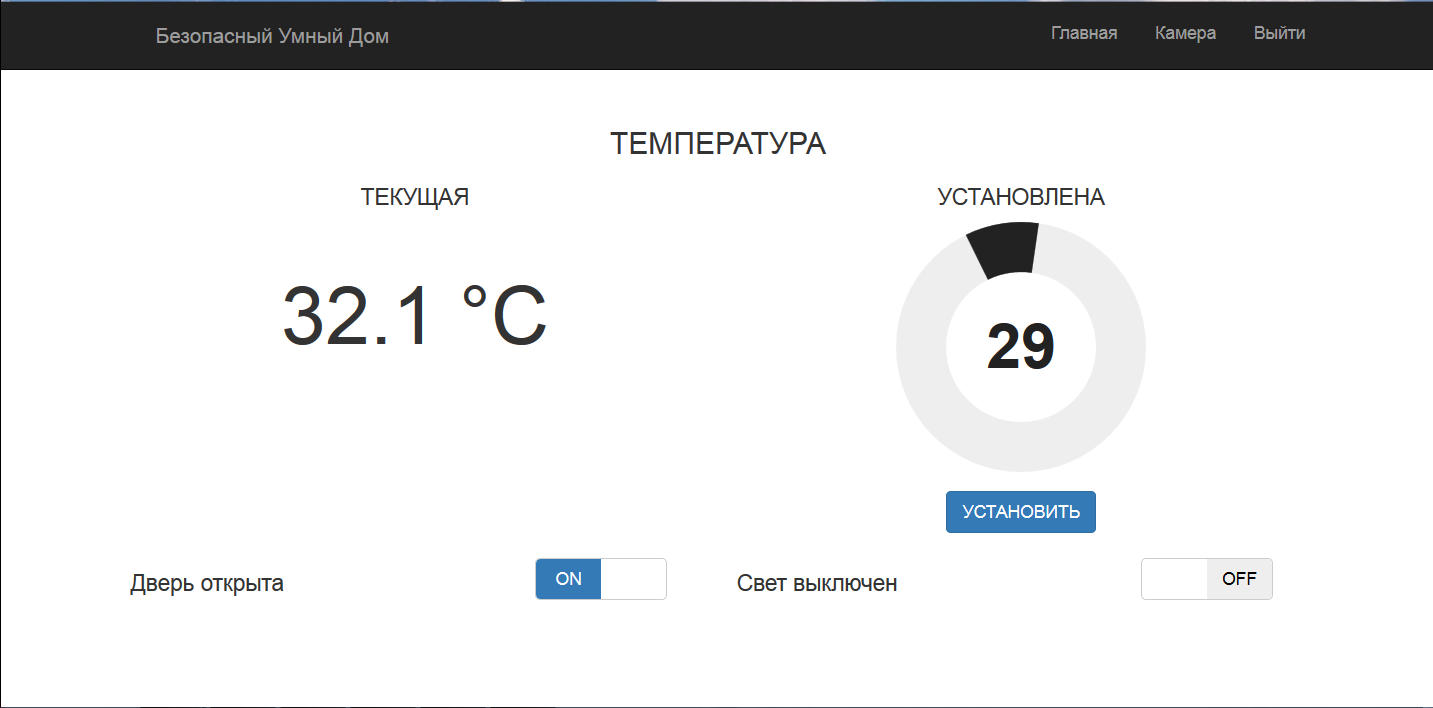 Безопасный Умный Дом
Главная Камера Выйти
ТЕМПЕРАТУРА
ТЕКУЩАЯ
УСТАНОВЛЕНА
32.1 °C
29
УСТАНОВИТЬ
Дверь открыта
ON
Свет выключен
OFF